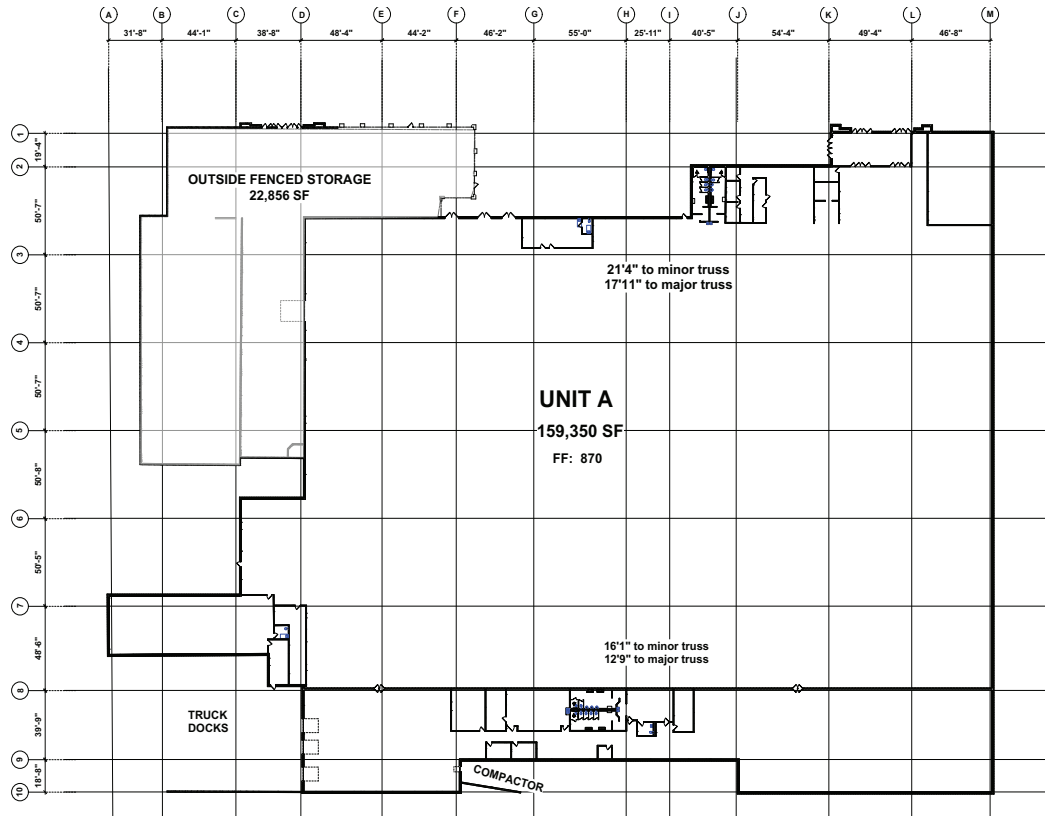 A B C D E F G H I J K L M
31'-8" 44'-1" 38'-8" 48'-4" 44'-2" 46'-2" 55'-0" 25'-11" 40'-5" 54'-4" 49'-4" 46'-8"
1
19'-4"
2
OUTSIDE FENCED STORAGE
22,856 SF
50'-7"
3
21'4" to minor truss
17'11" to major truss
50'-7"
4
50'-7"
UNIT A
159,350 SF
5
FF: 870
50'-8"
6
50'-5"
7
48'-6"
16'1" to minor truss
12'9" to major truss
8
TRUCK
DOCKS
39'-9"
9
18'-8"
COMPACTOR
10